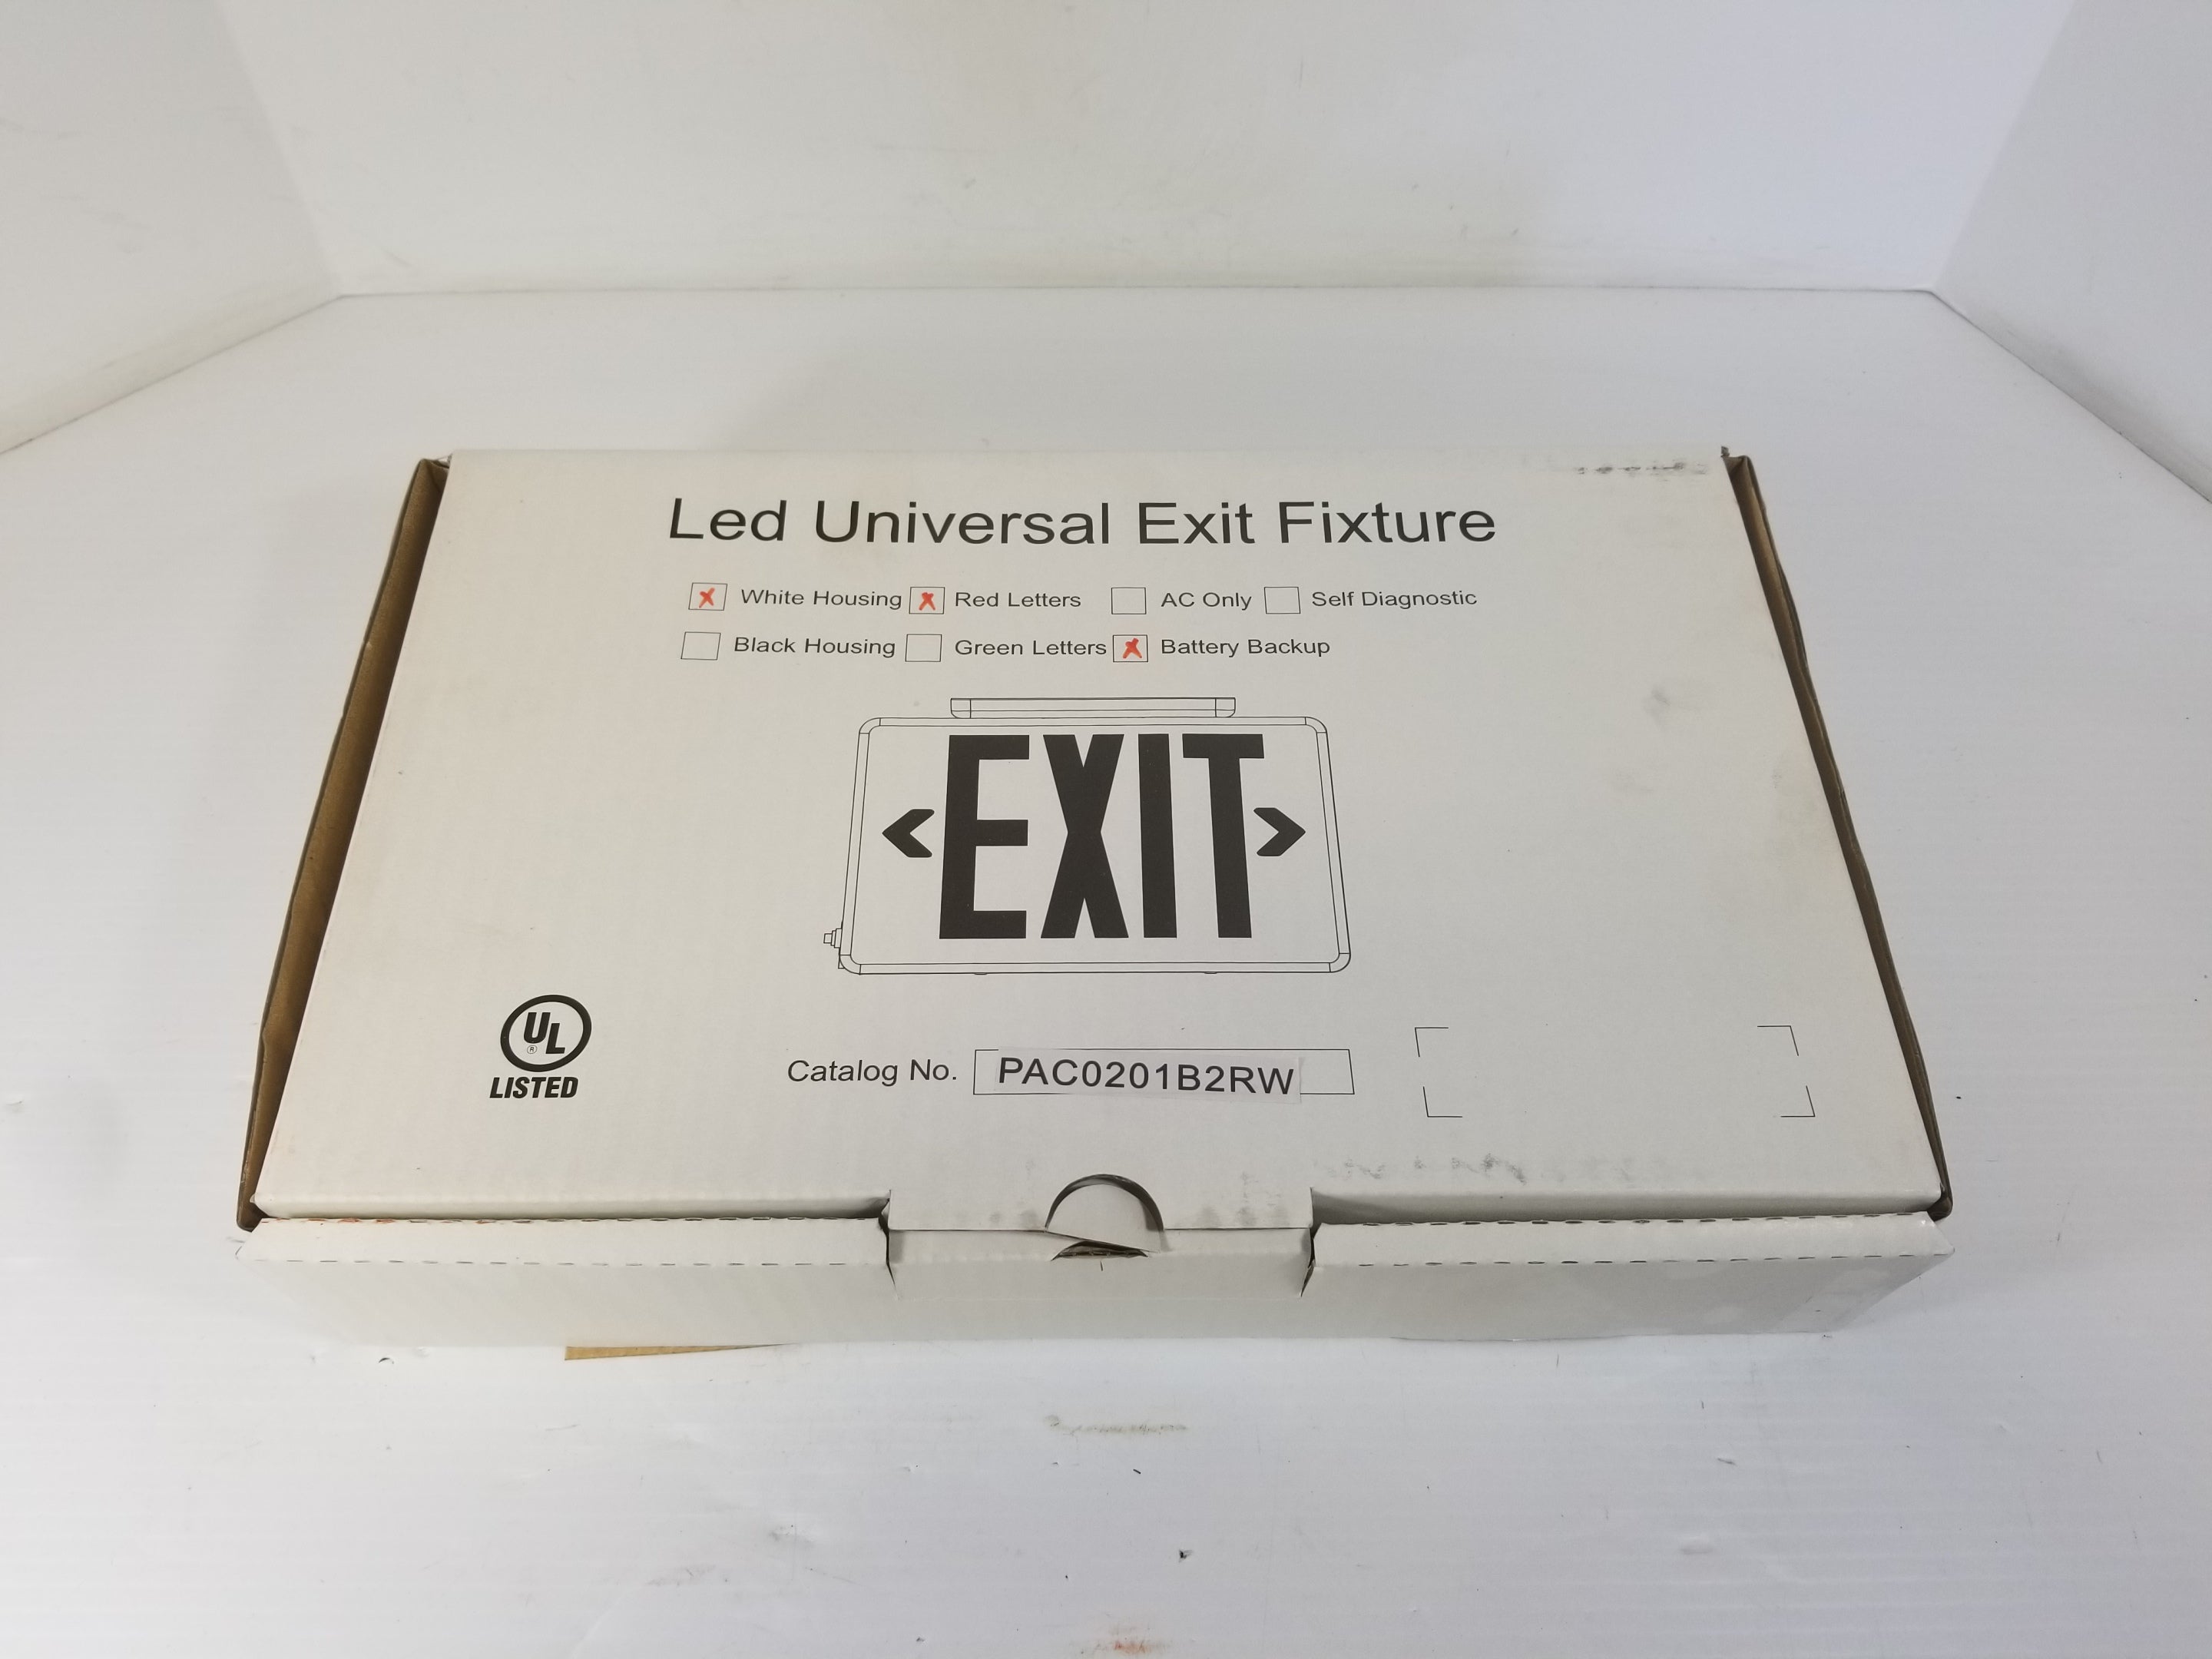 Led Universal Exit Fixture
White Housing Red Letters AC Only Self Diagnostic
Black Housing Green Letters Battery Backup
<EXIT>
UL
®
LISTED
Catalog No. PAC0201B2RW